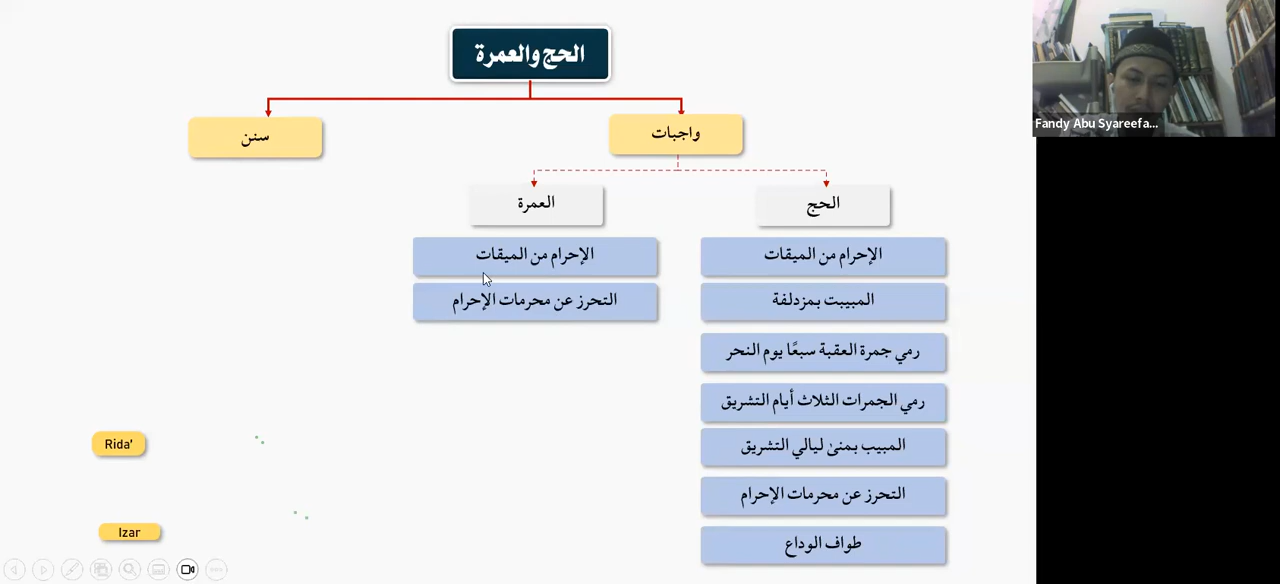 الحج والعمرة
سنن
واجبات
العمرة
الحج
الإحرام من الميقات
التحرز عن محرمات الإحرام
الإحرام من الميقات
المبيبت بمزدلفة
رمي جمرة العقبة سبعًا يوم النحر
رمي الجمرات الثلاث أيام التشريق
المبيب بمنىٰ ليالي التشريق
التحرز عن محرمات الإحرام
طواف الوداع
Rida'
Izar
Fandy Abu Syareefa...